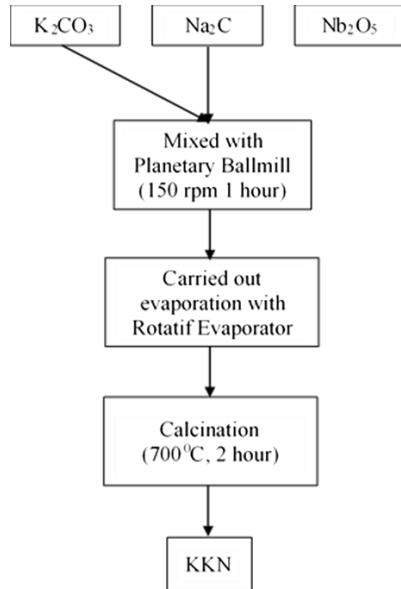 K₂CO₃ Na₂C Nb₂O₅
Mixed with
Planetary Ballmill
(150 rpm 1 hour)
Carried out
evaporation with
Rotatif Evaporator
Calcination
(700⁰C, 2 hour)
KKN